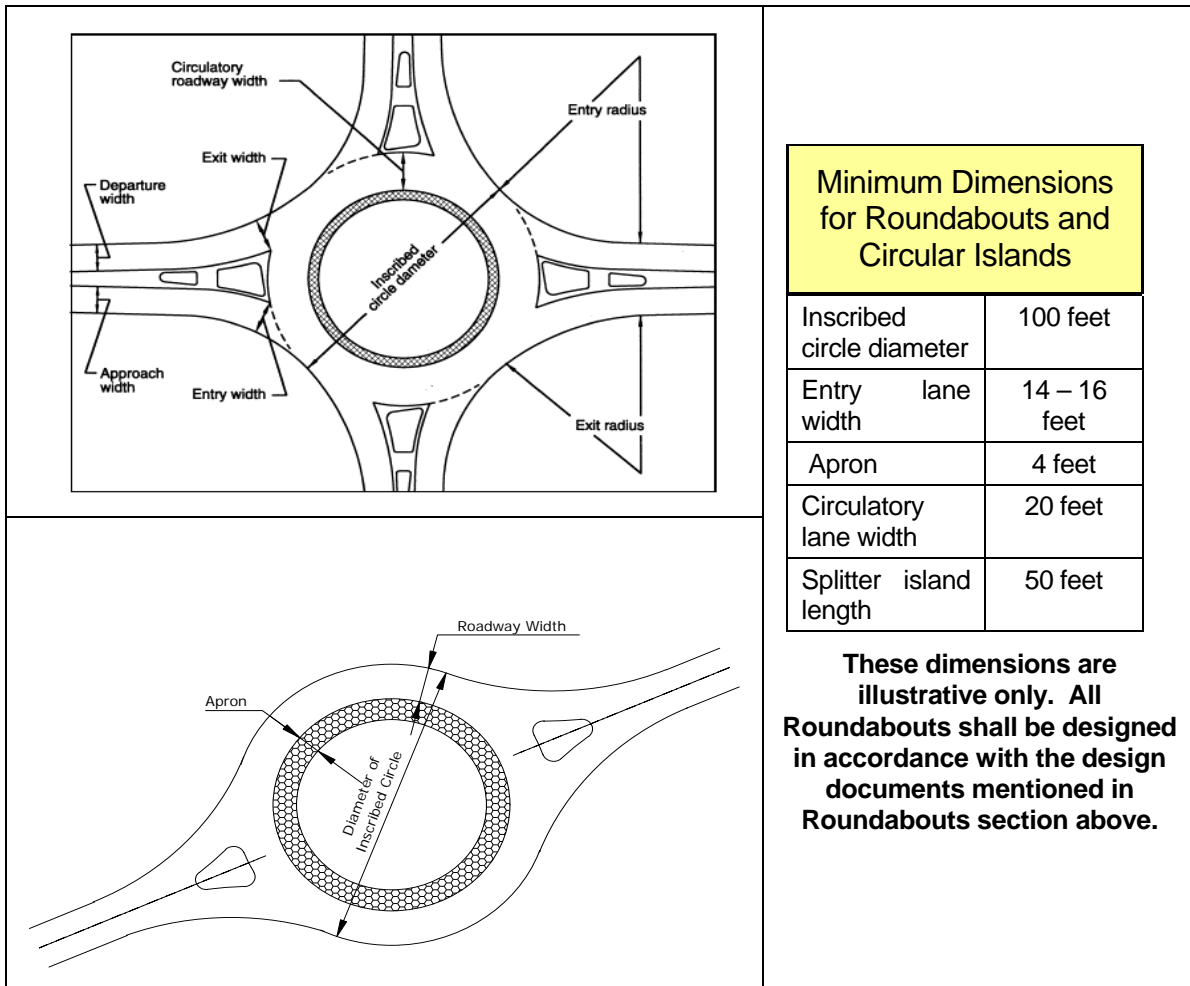 Circulatory
roadway width
Entry radius
Exit width
Departure
width
Inscribed
circle dameter
Approach
width
Entry width
Exit radius
Roadway Width
Apron
Diameter of
Inscribed Circle
Minimum Dimensions
for Roundabouts and
Circular Islands
Inscribed
circle diameter
100 feet
Entry lane
width
14 – 16
feet
Apron
4 feet
Circulatory
lane width
20 feet
Splitter island
length
50 feet
These dimensions are
illustrative only. All
Roundabouts shall be designed
in accordance with the design
documents mentioned in
Roundabouts section above.